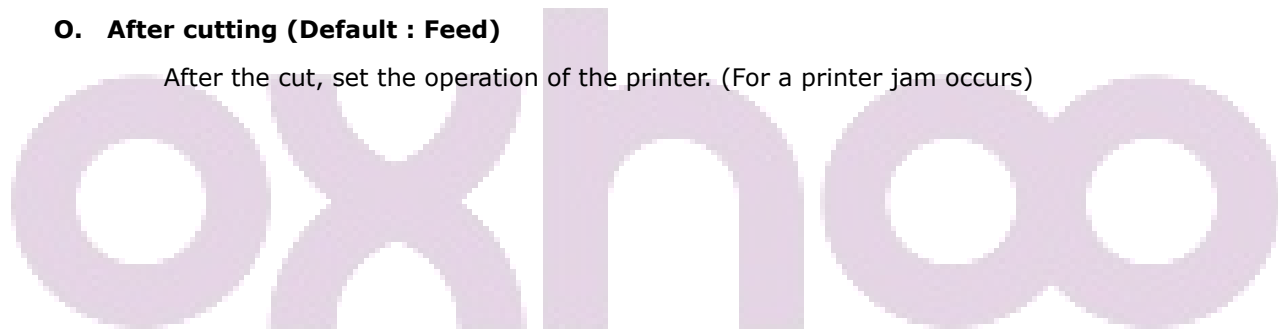 O. After cutting (Default : Feed)
After the cut, set the operation of the printer. (For a printer jam occurs)
oxhoo